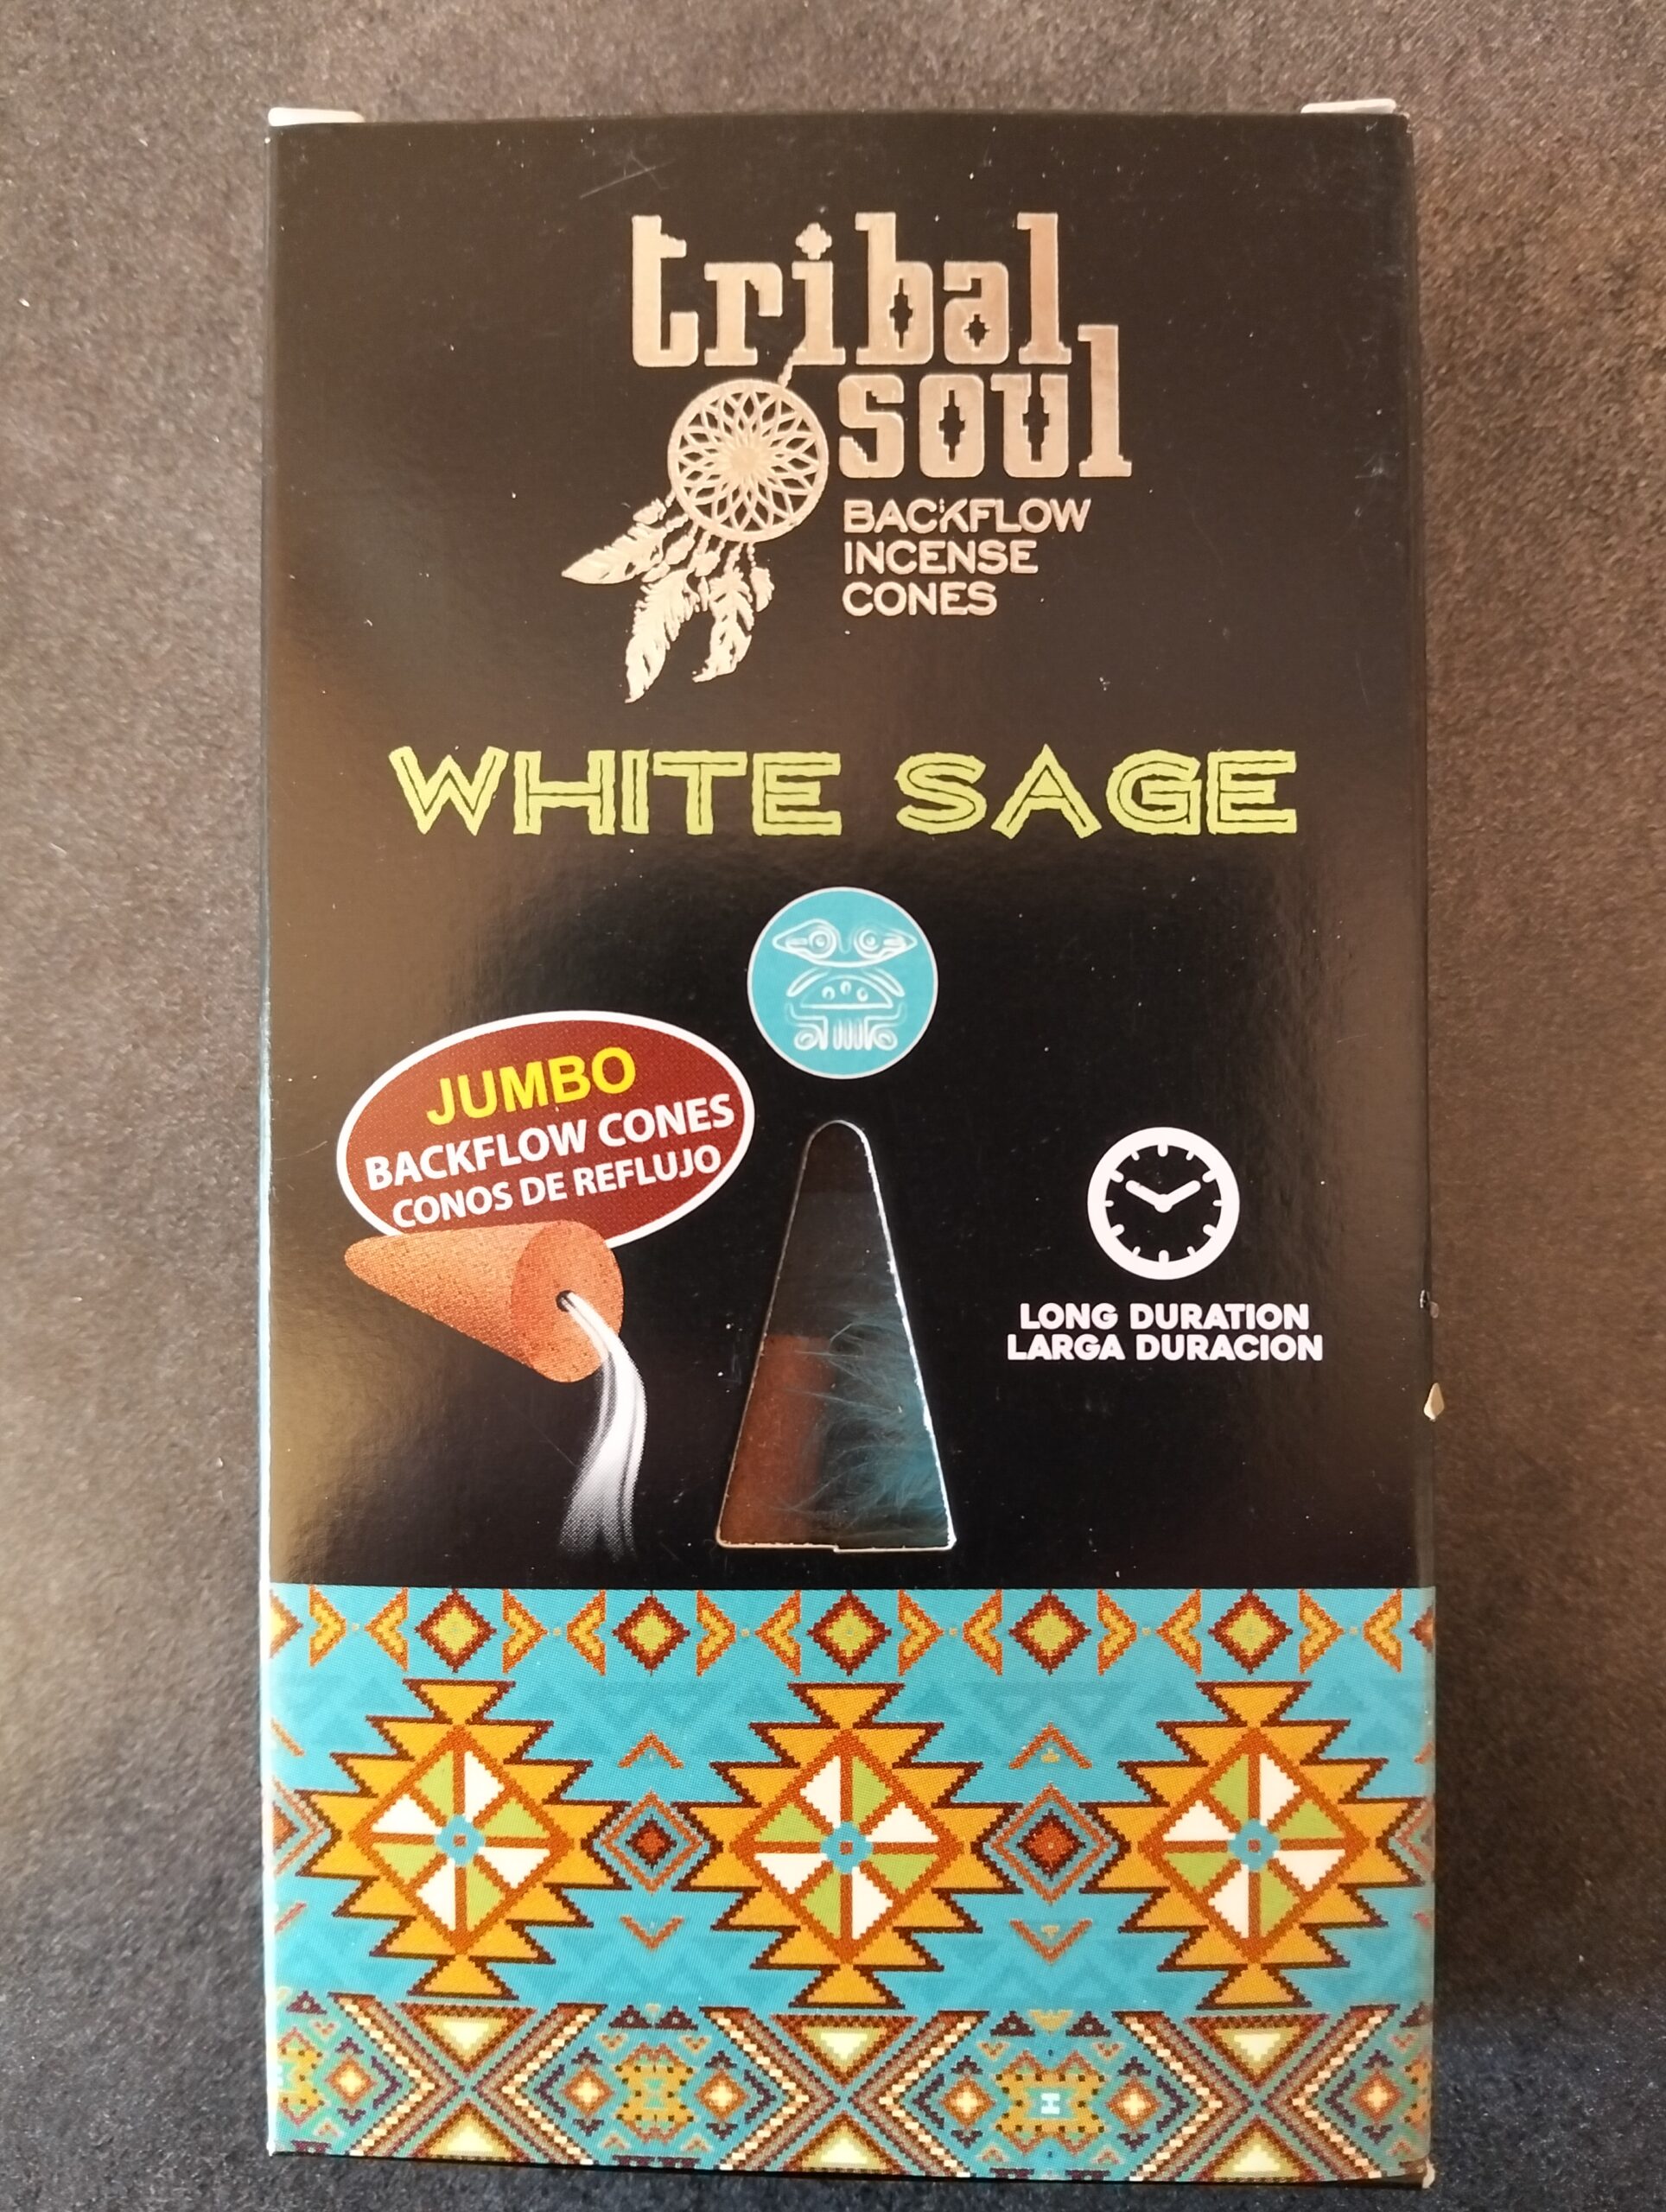 tribal
soul
BACKFLOW
INCENSE
CONES
WHITE SAGE
JUMBO
BACKFLOW CONES
CONOS DE REFLUJO
LONG DURATION
LARGA DURACION